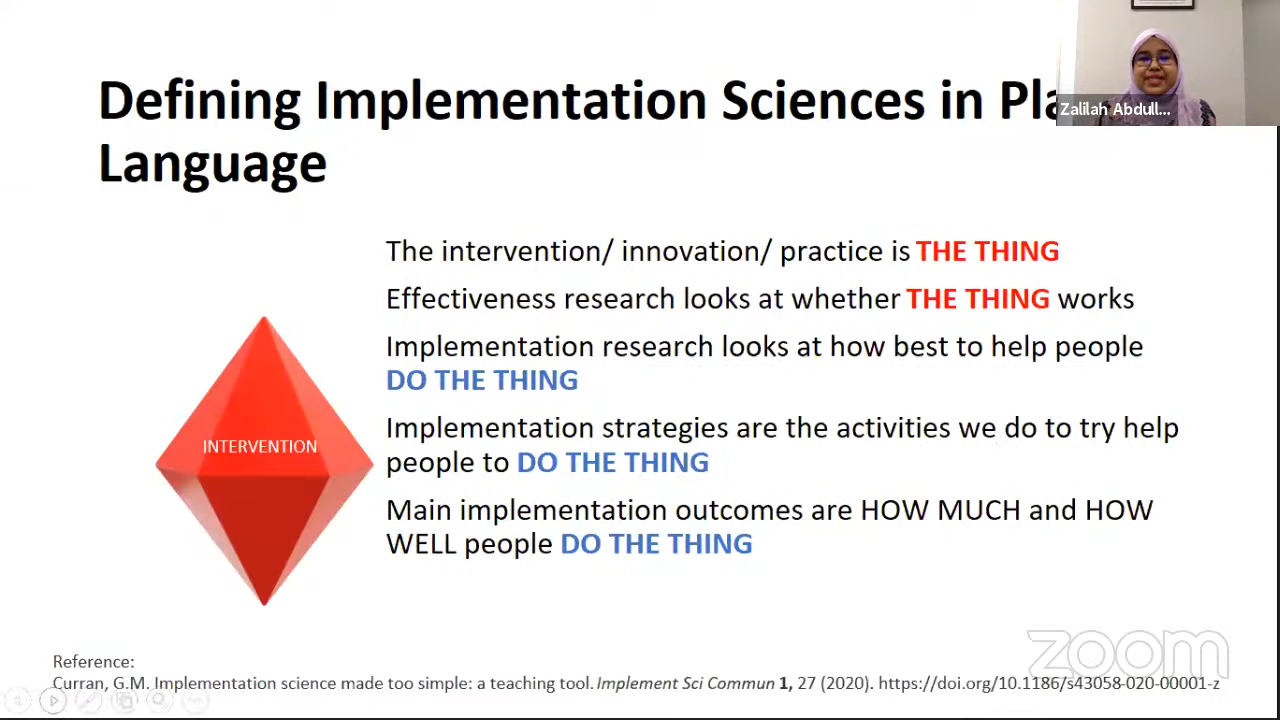 Defining Implementation Sciences in Pla
Zalilah Abdull...
Language
The intervention/ innovation/ practice is THE THING
Effectiveness research looks at whether THE THING works
Implementation research looks at how best to help people
DO THE THING
INTERVENTION
Implementation strategies are the activities we do to try help
people to DO THE THING
Main implementation outcomes are HOW MUCH and HOW
WELL people DO THE THING
zoom
Reference:
Curran, G.M. Implementation science made too simple: a teaching tool. Implement Sci Commun 1, 27 (2020). https://doi.org/10.1186/s43058-020-00001-z